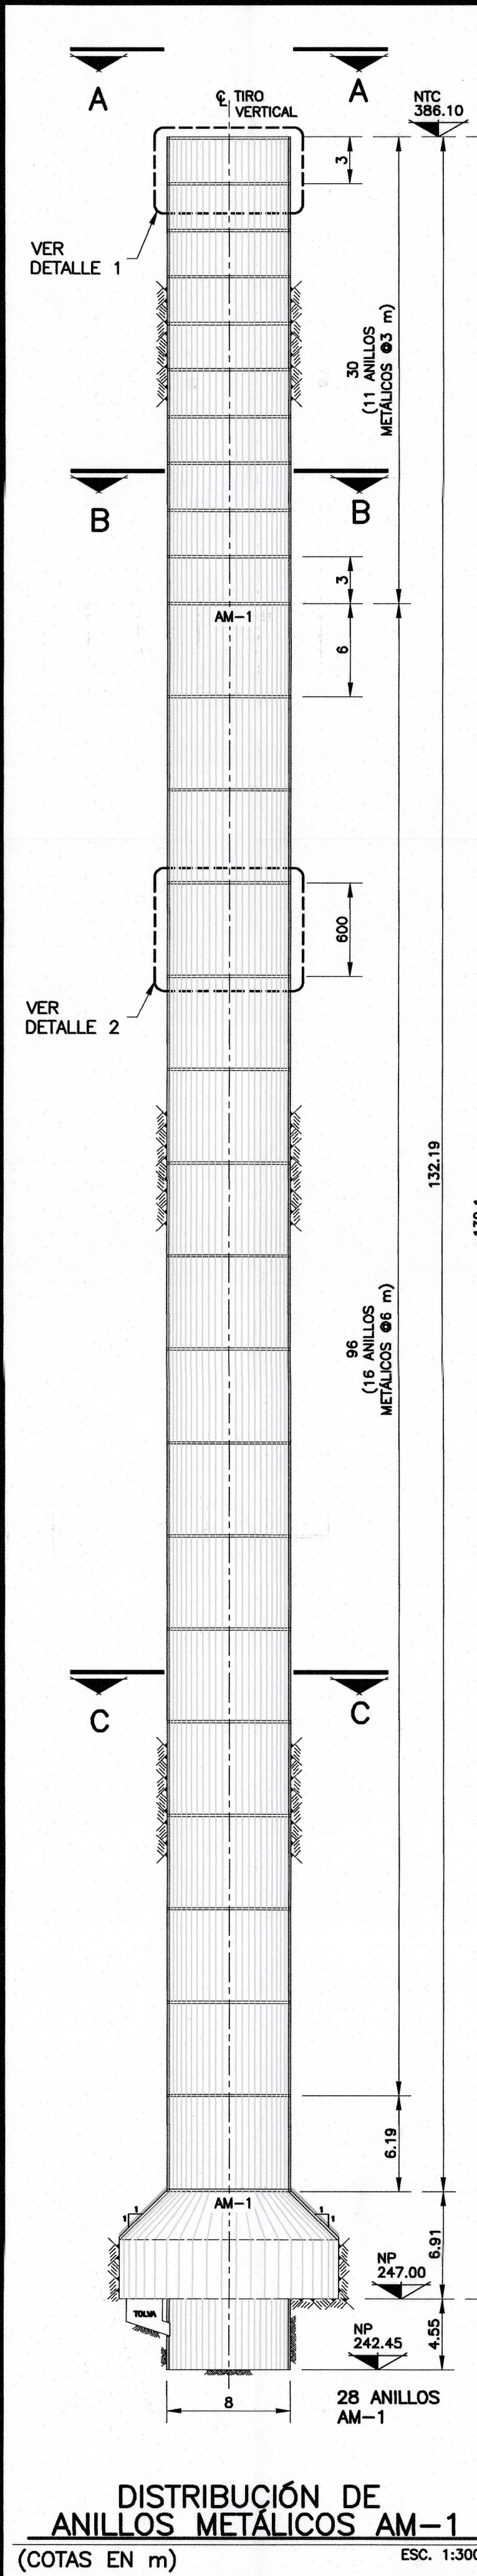 A
A
℄ TIRO
VERTICAL
NTC
386.10
3
VER
DETALLE 1
30
(11 ANILLOS
METÁLICOS @3 m)
B
B
3
AM-1
6
600
VER
DETALLE 2
132.19
96
(16 ANILLOS
METÁLICOS @6 m)
C
C
6.19
AM-1
1
1
1
1
6.91
NP
247.00
TOLVA
NP
242.45
4.55
8
28 ANILLOS
AM-1
DISTRIBUCIÓN DE
ANILLOS METÁLICOS AM-1
(COTAS EN m)
ESC. 1:300